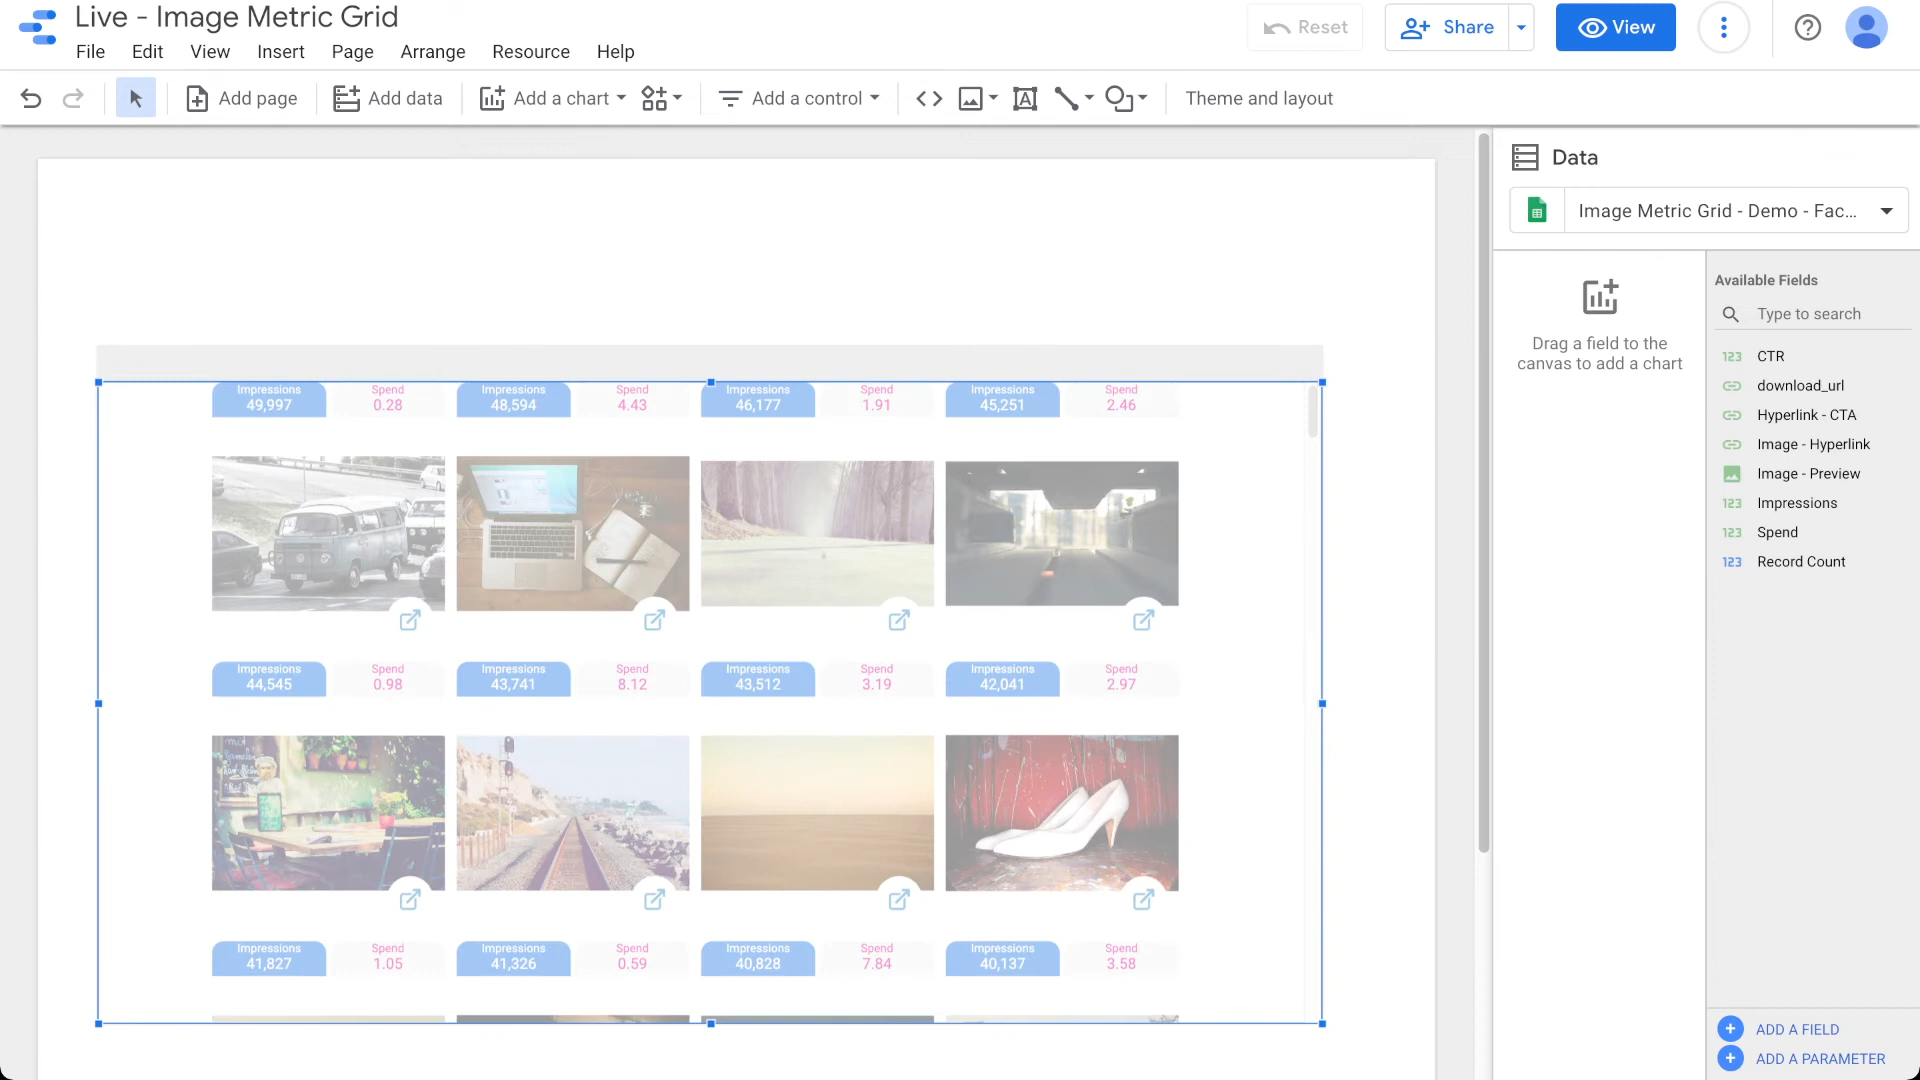 Live - Image Metric Grid
File Edit View Insert Page Arrange Resource Help
Reset
Share
View
Add page
Add data
Add a chart
Add a control
Theme and layout
Data
Image Metric Grid - Demo - Fac...
Drag a field to the
canvas to add a chart
Available Fields
Type to search
123 CTR
download_url
Hyperlink - CTA
Image - Hyperlink
Image - Preview
123 Impressions
123 Spend
123 Record Count
ADD A FIELD
ADD A PARAMETER
Impressions Spend Impressions Spend Impressions Spend Impressions Spend
49,997 0.28 48,594 4.43 46,177 1.91 45,251 2.46
Impressions Spend Impressions Spend Impressions Spend Impressions Spend
44,545 0.98 43,741 8.12 43,512 3.19 42,041 2.97
Impressions Spend Impressions Spend Impressions Spend Impressions Spend
41,827 1.05 41,326 0.59 40,828 7.84 40,137 3.58